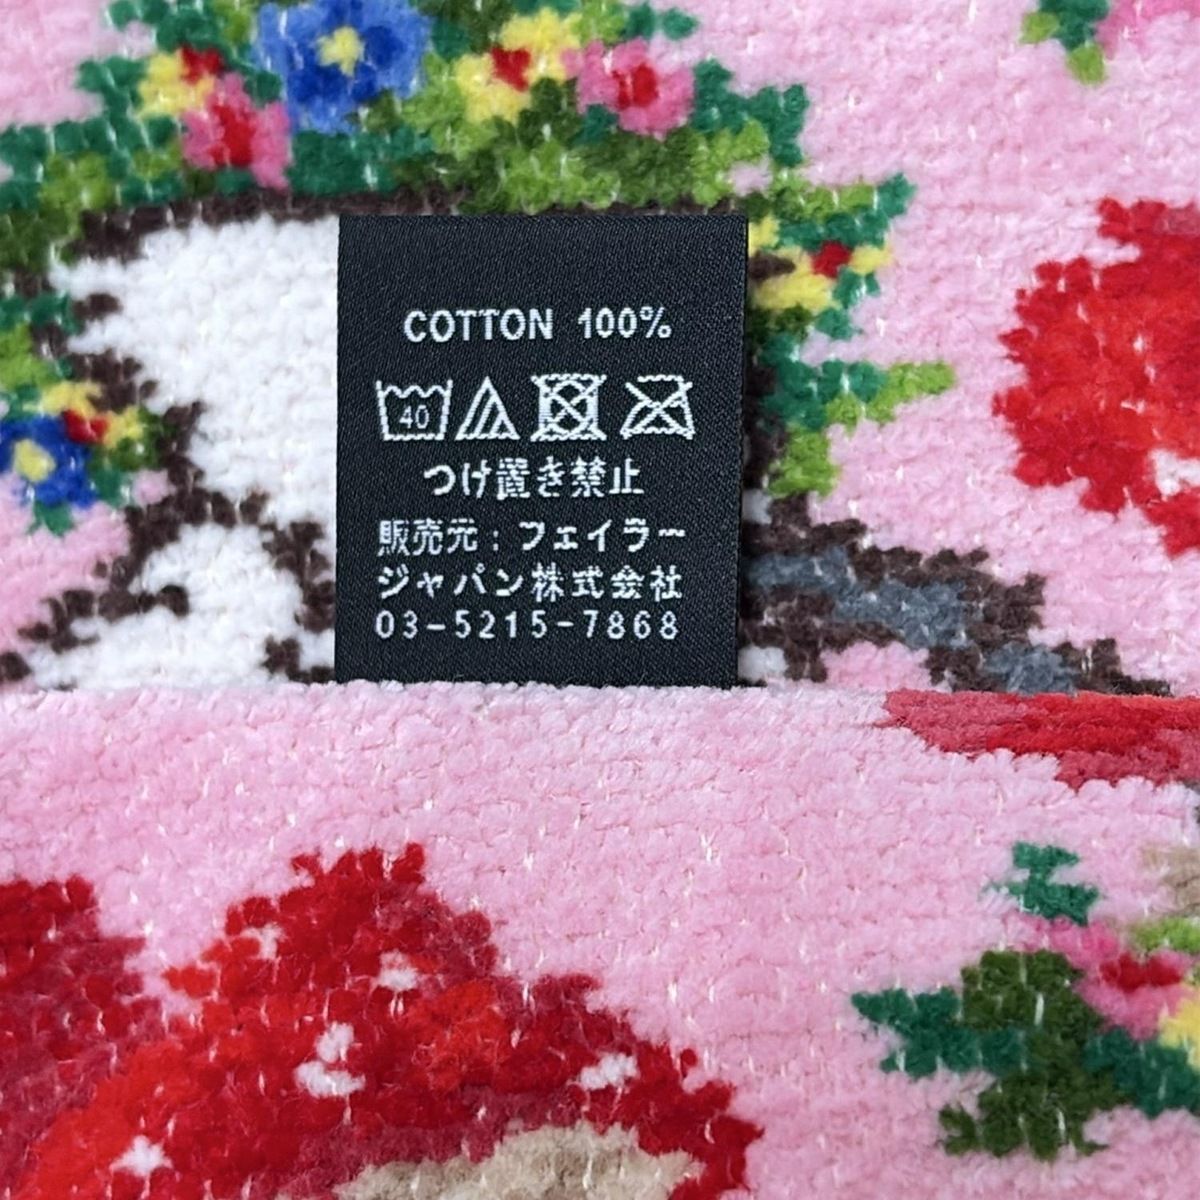 COTTON 100%
40
つけ置き禁止
販売元：フェイラー
ジャパン株式会社
03-5215-7868